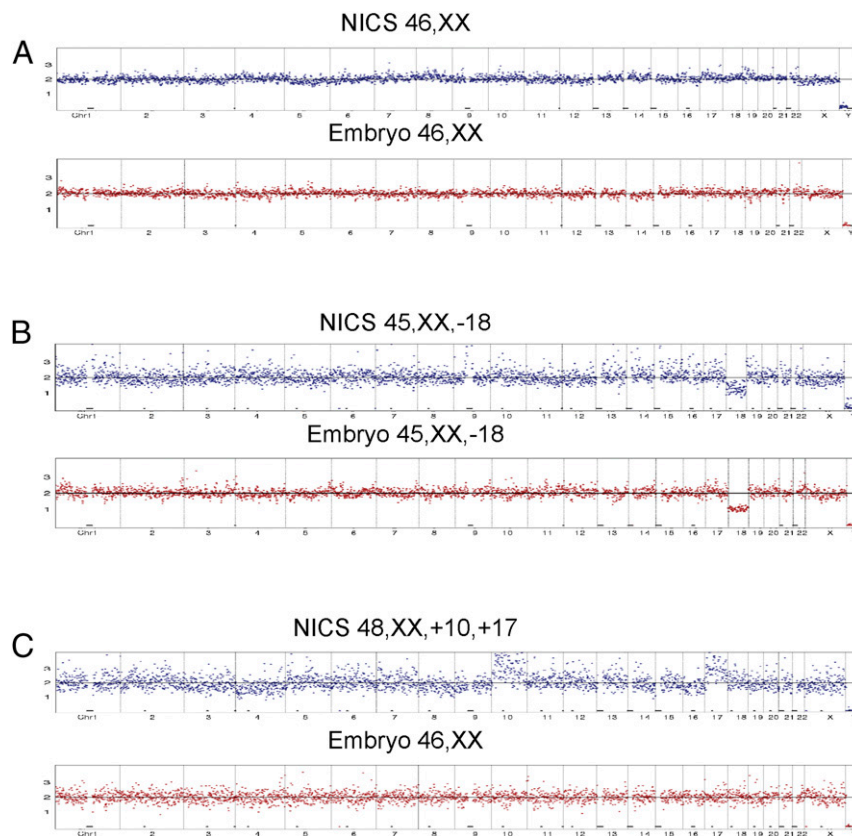 A
NICS 46,XX
3
2
1
Chr1 2 3 4 5 6 7 8 9 10 11 12 13 14 15 16 17 18 19 20 21 22 X Y
Embryo 46,XX
3
2
1
Chr1 2 3 4 5 6 7 8 9 10 11 12 13 14 15 16 17 18 19 20 21 22 X Y
B
NICS 45,XX,-18
3
2
1
Chr1 2 3 4 5 6 7 8 9 10 11 12 13 14 15 16 17 18 19 20 21 22 X
Embryo 45,XX,-18
3
2
1
Chr1 2 3 4 5 6 7 8 9 10 11 12 13 14 15 16 17 18 19 20 21 22 X
C
NICS 48,XX,+10,+17
3
2
1
Chr1 2 3 4 5 6 7 8 9 10 11 12 13 14 15 16 17 18 19 20 21 22 X
Embryo 46,XX
3
2
1
Chr1 2 3 4 5 6 7 8 9 10 11 12 13 14 15 16 17 18 19 20 21 22 X